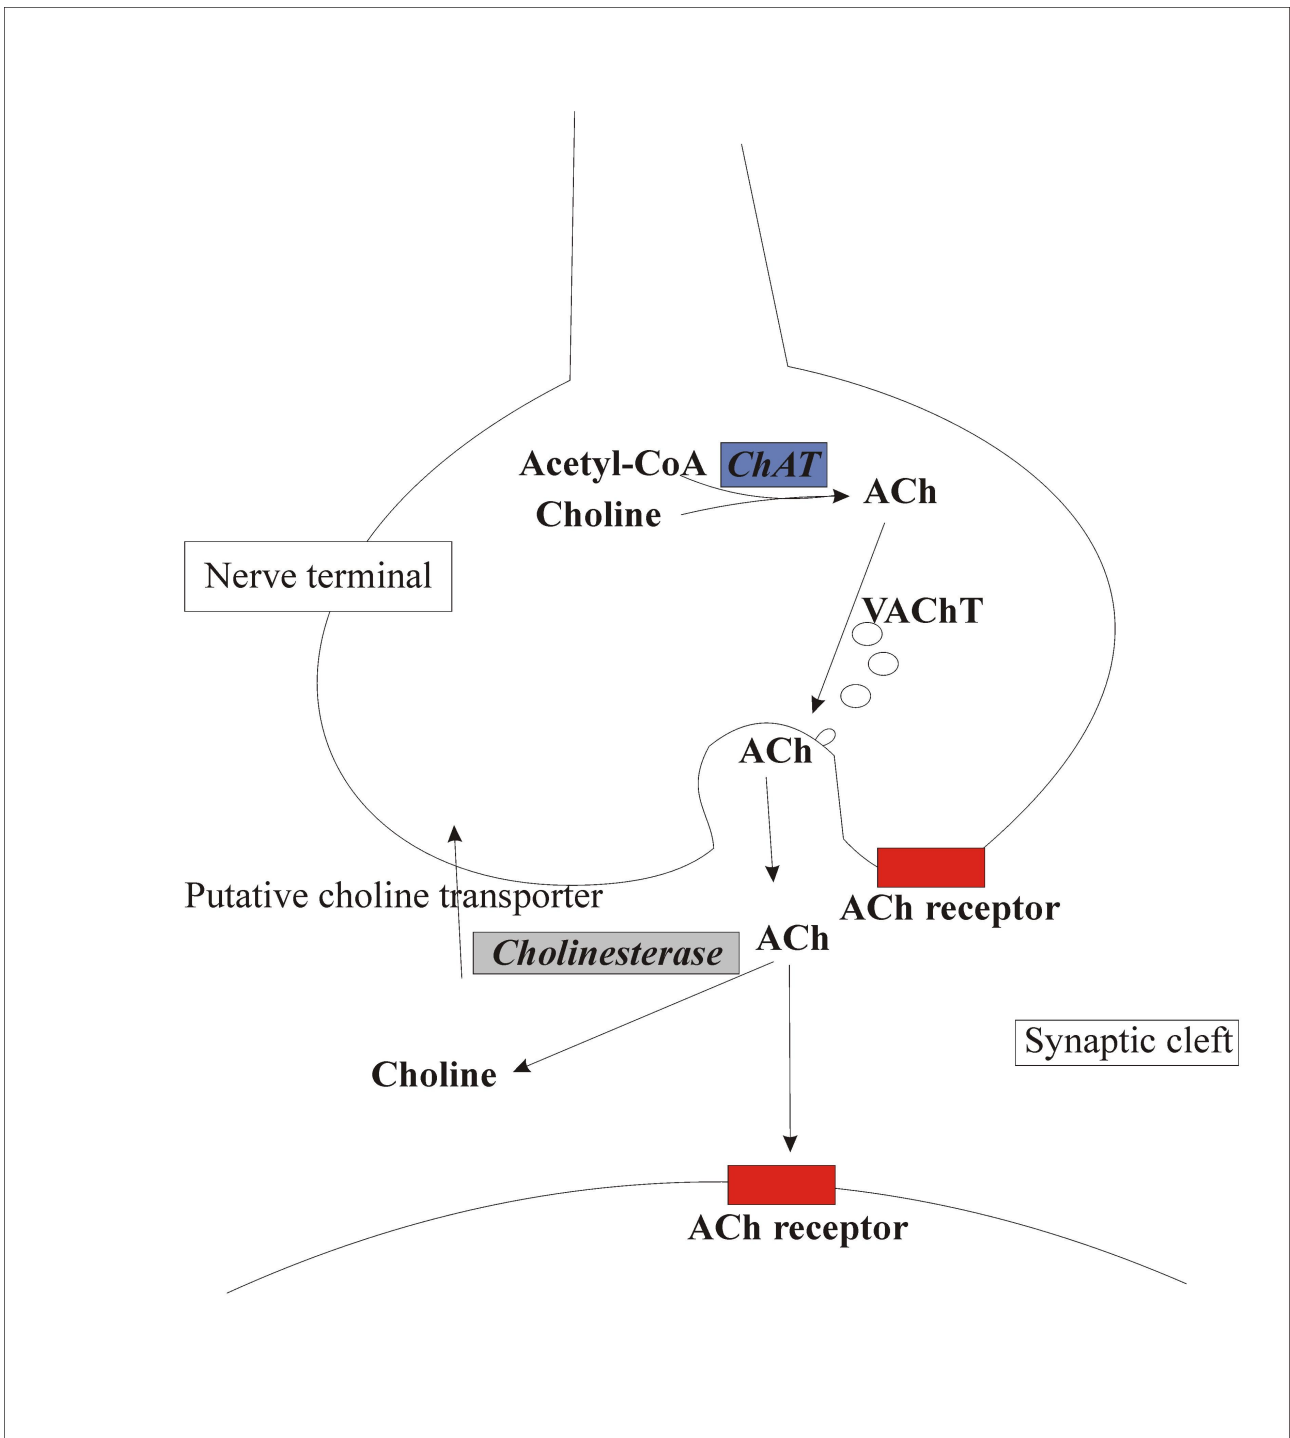 Acetyl-CoA
ChAT
ACh
Choline
Nerve terminal
VAChT
ACh
Putative choline transporter
ACh receptor
ACh
Cholinesterase
Synaptic cleft
Choline
ACh receptor